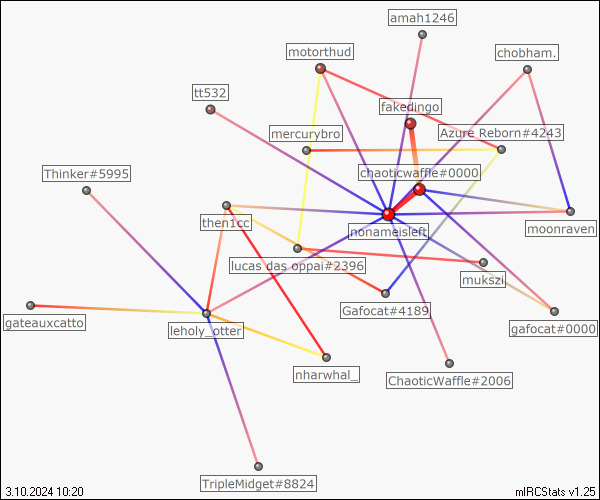 amah1246
motorthud
chobham.
tt532
fakedingo
mercurybro
Azure Reborn#4243
Thinker#5995
chaoticwaffle#0000
then1cc
nonameisleft
moonraven
lucas das oppai#2396
mukszi
Gafocat#4189
gateauxcatto
leholy_otter
gafocat#0000
nharwhal_
ChaoticWaffle#2006
TripleMidget#8824
3.10.2024 10:20
mIRCStats v1.25